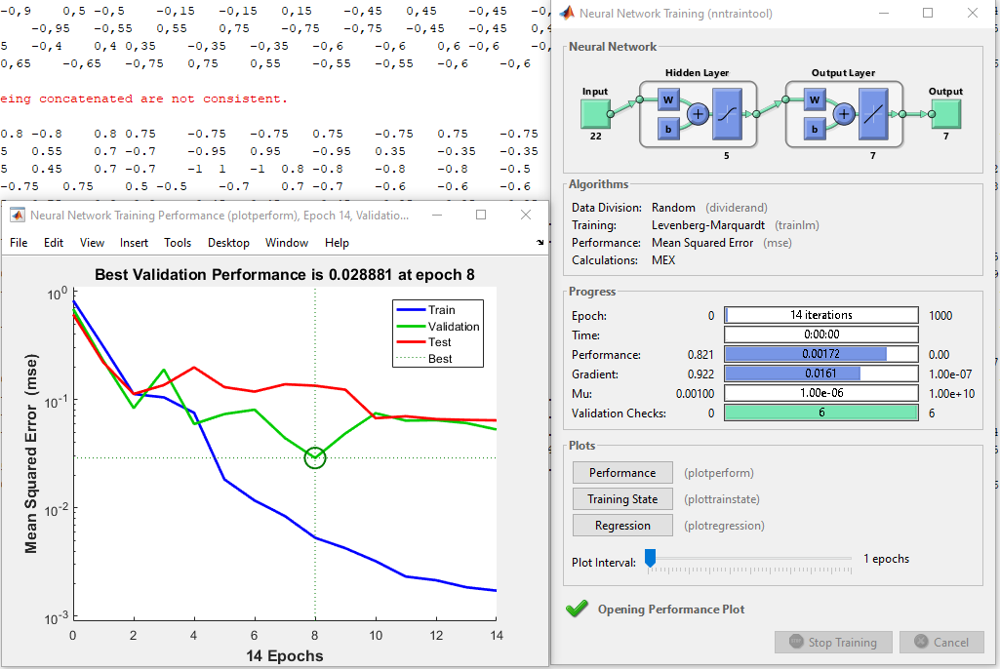 -0,9 0,5 -0,5 -0,15 -0,15 0,15 -0,45 0,45 -0,45
-0,95 -0,55 0,55 -0,75 -0,55 -0,45 -0,45
5 -0,4 0,4 0,35 -0,35 -0,35 -0,6 -0,6 0,6 -0,6
0,65 -0,65 -0,75 0,75 0,55 -0,55 -0,55 -0,6 -0,6
eing concatenated are not consistent.
0.8 -0.8 0.8 0.75 -0.75 -0.75 0.75 -0.75 0.75 -0.75
5 0.55 0.7 -0.7 -0.95 0.95 -0.95 0.35 -0.35 -0.35
5 0.45 0.7 -0.7 -1 1 -1 0.8 -0.8 -0.8 -0.8 -0.5
-0.75 0.75 0.5 -0.5 -0.7 0.7 -0.7 -0.6 0.6 -0.6
Neural Network Training Performance (plotperform), Epoch 14, Validatio...
File Edit View Insert Tools Desktop Window Help
Best Validation Performance is 0.028881 at epoch 8
Mean Squared Error (mse)
10^0
10^-1
10^-2
10^-3
Train
Validation
Test
Best
0 2 4 6 8 10 12 14
14 Epochs
Neural Network Training (nntraintool)
Neural Network
Hidden Layer Output Layer
Input Output
W W
+ +
b b
22 5 7 7
Algorithms
Data Division: Random (dividerand)
Training: Levenberg-Marquardt (trainlm)
Performance: Mean Squared Error (mse)
Calculations: MEX
Progress
Epoch: 0 14 iterations 1000
Time: 0:00:00
Performance: 0.821 0.00172 0.00
Gradient: 0.922 0.0161 1.00e-07
Mu: 0.00100 1.00e-06 1.00e+10
Validation Checks: 0 6 6
Plots
Performance (plotperform)
Training State (plottrainstate)
Regression (plotregression)
Plot Interval: 1 epochs
Opening Performance Plot
Stop Training Cancel